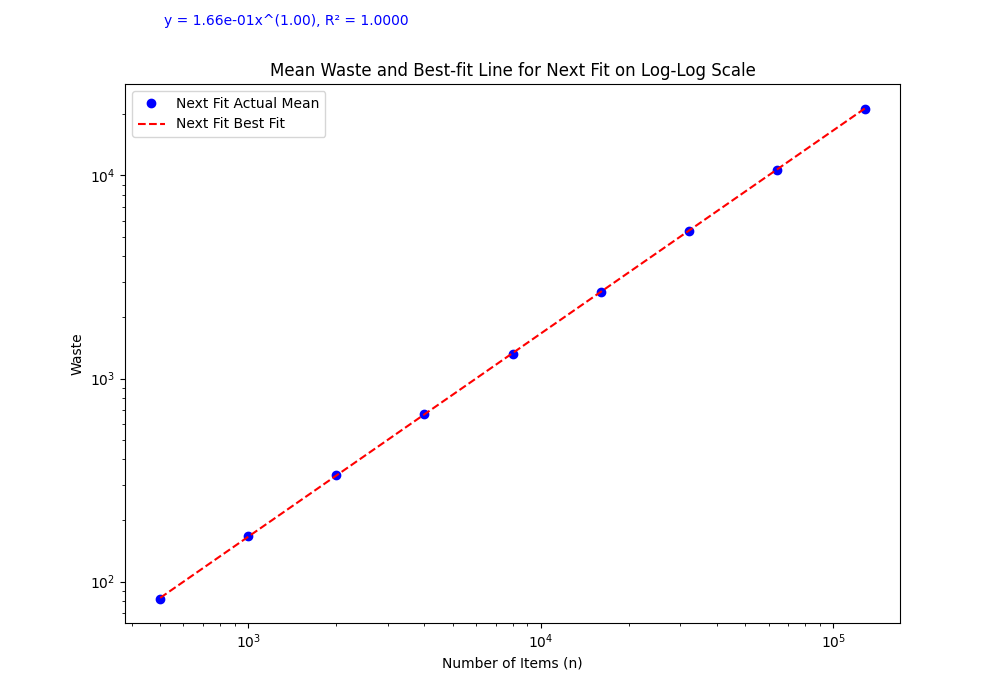 y = 1.66e-01x^(1.00), R² = 1.0000
Mean Waste and Best-fit Line for Next Fit on Log-Log Scale
Next Fit Actual Mean
Next Fit Best Fit
10⁴
10³
10²
Waste
10³ 10⁴ 10⁵
Number of Items (n)